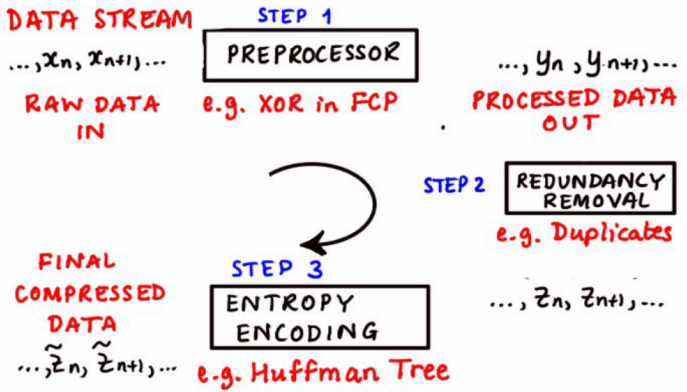 DATA STREAM
STEP 1
..., xn, xn+1, ...
PREPROCESSOR
..., yn, yn+1, ...
RAW DATA
IN
e.g. XOR in FCP
PROCESSED DATA
OUT
STEP 2
REDUNDANCY
REMOVAL
e.g. Duplicates
..., zn, zn+1, ...
STEP 3
FINAL
COMPRESSED
DATA
ENTROPY
ENCODING
..., z̃n, z̃n+1, ...
e.g. Huffman Tree